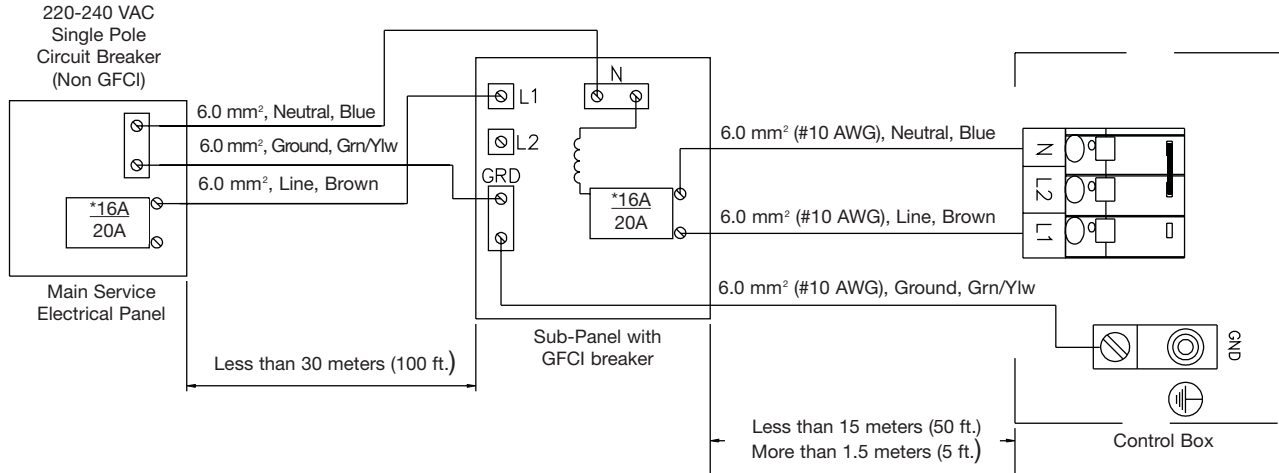 220-240 VAC
Single Pole
Circuit Breaker
(Non GFCI)
6.0 mm², Neutral, Blue
6.0 mm², Ground, Grn/Ylw
6.0 mm², Line, Brown
*16A
20A
Main Service
Electrical Panel
Less than 30 meters (100 ft.)
N
L1
L2
GRD
*16A
20A
Sub-Panel with
GFCI breaker
6.0 mm² (#10 AWG), Neutral, Blue
6.0 mm² (#10 AWG), Line, Brown
6.0 mm² (#10 AWG), Ground, Grn/Ylw
Less than 15 meters (50 ft.)
More than 1.5 meters (5 ft.)
N
L2
L1
GND
Control Box